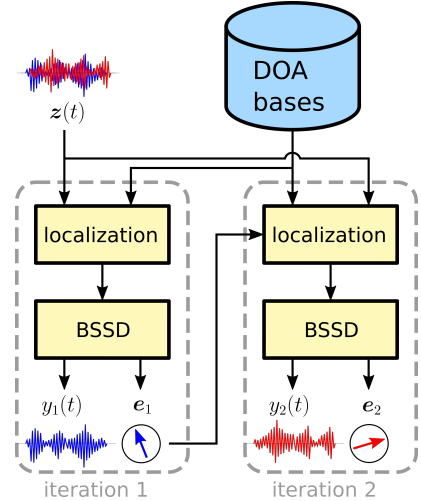 DOA
bases
z(t)
localization
localization
BSSD
BSSD
y₁(t) e₁
y₂(t) e₂
iteration 1
iteration 2